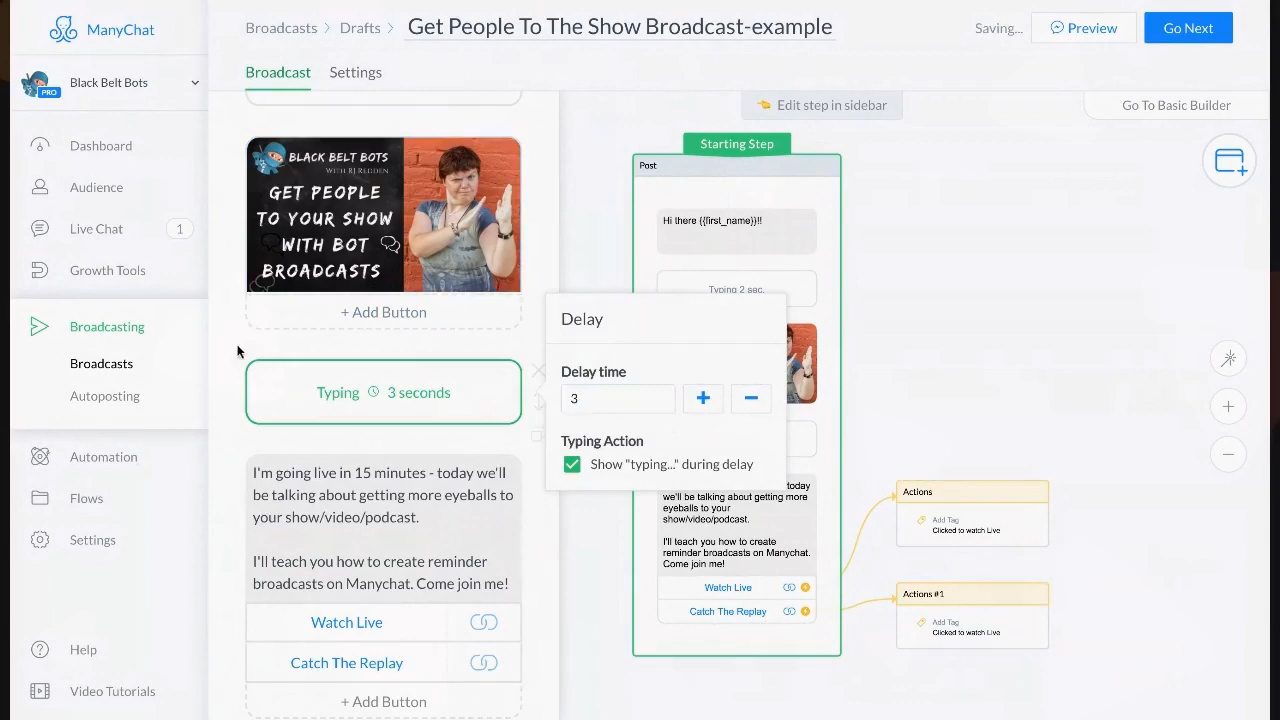 ManyChat
Broadcasts
Drafts
Get People To The Show Broadcast-example
Saving...
Preview
Go Next
Black Belt Bots
PRO
Broadcast
Settings
Edit step in sidebar
Go To Basic Builder
Dashboard
Audience
Live Chat
1
Growth Tools
Broadcasting
Broadcasts
Autoposting
Automation
Flows
Settings
Help
Video Tutorials
BLACK BELT BOTS
WITH RJ REDDEN
GET PEOPLE
TO YOUR SHOW
WITH BOT
BROADCASTS
+ Add Button
Typing 3 seconds
I'm going live in 15 minutes - today we'll
be talking about getting more eyeballs to
your show/video/podcast.
I'll teach you how to create reminder
broadcasts on Manychat. Come join me!
Watch Live
Catch The Replay
+ Add Button
Delay
Delay time
3
+
−
Typing Action
Show "typing..." during delay
Starting Step
Post
Hi there {{first_name}}!!
Typing 2 sec.
today
we'll be talking about getting more
eyeballs to your
show/video/podcast.
I'll teach you how to create
reminder broadcasts on Manychat.
Come join me!
Watch Live
Catch The Replay
Actions
Add Tag
Clicked to watch Live
Actions #1
Add Tag
Clicked to watch Live